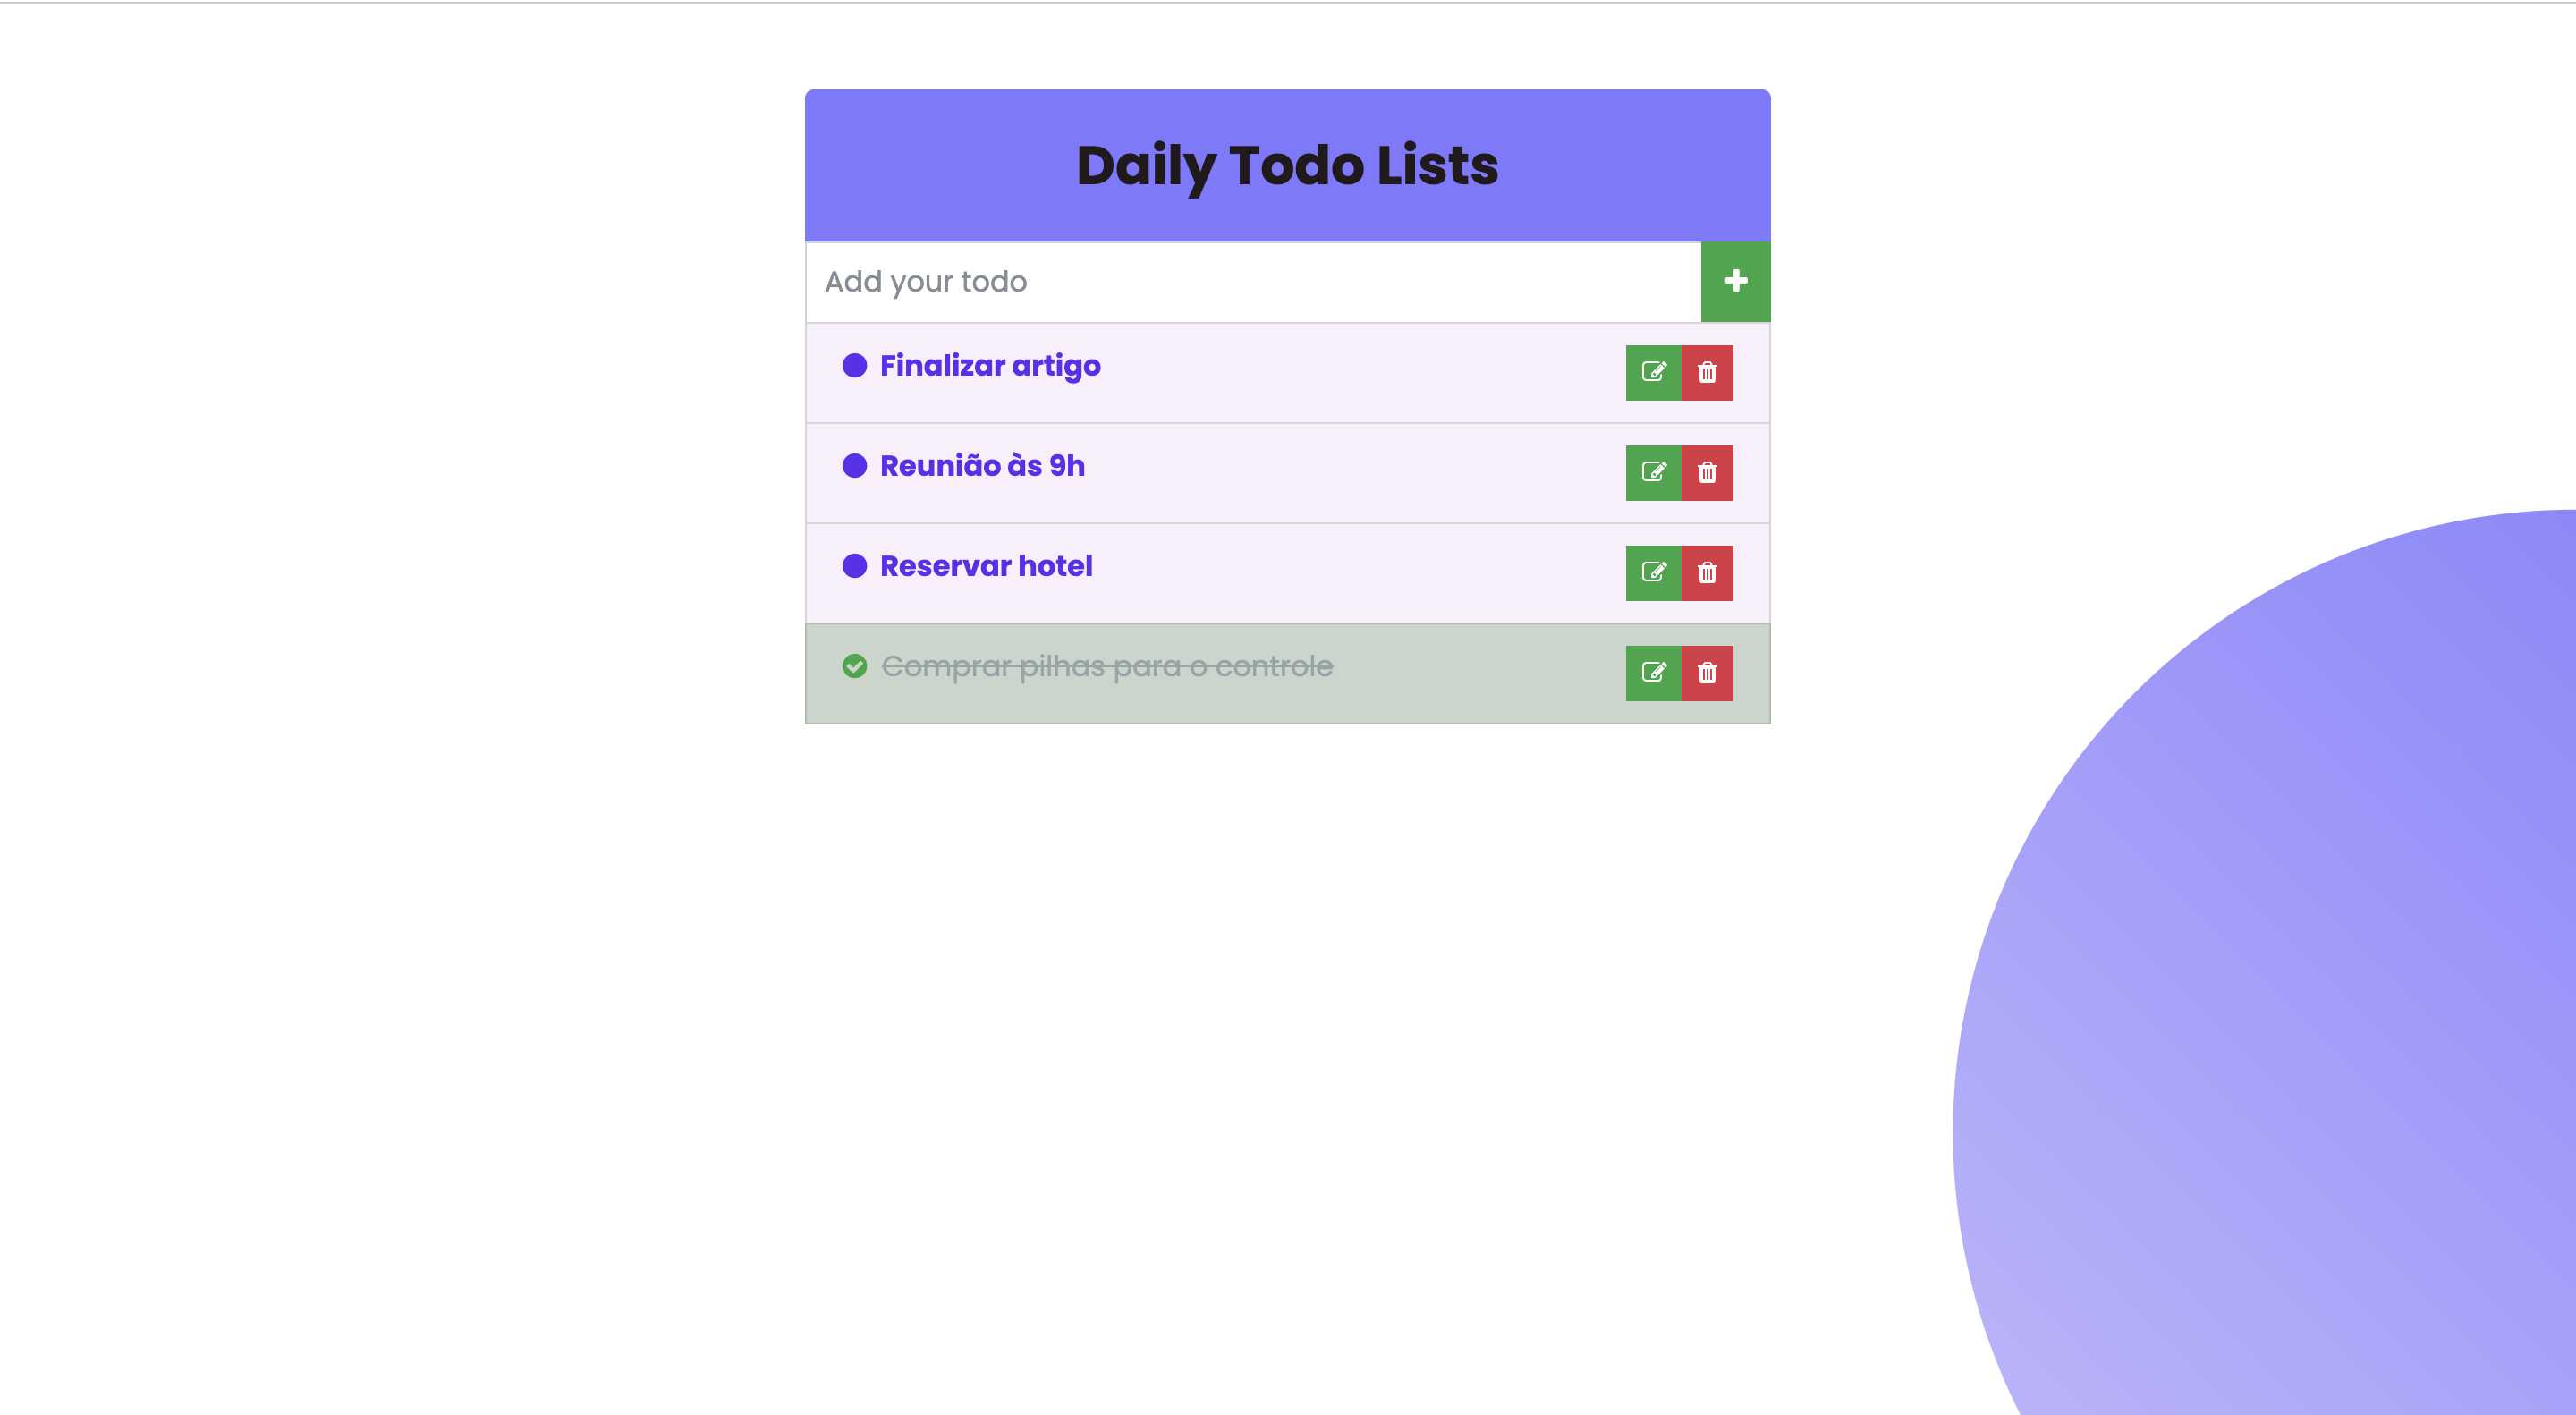 Daily Todo Lists
Add your todo
Finalizar artigo
Reunião às 9h
Reservar hotel
Comprar pilhas para o controle